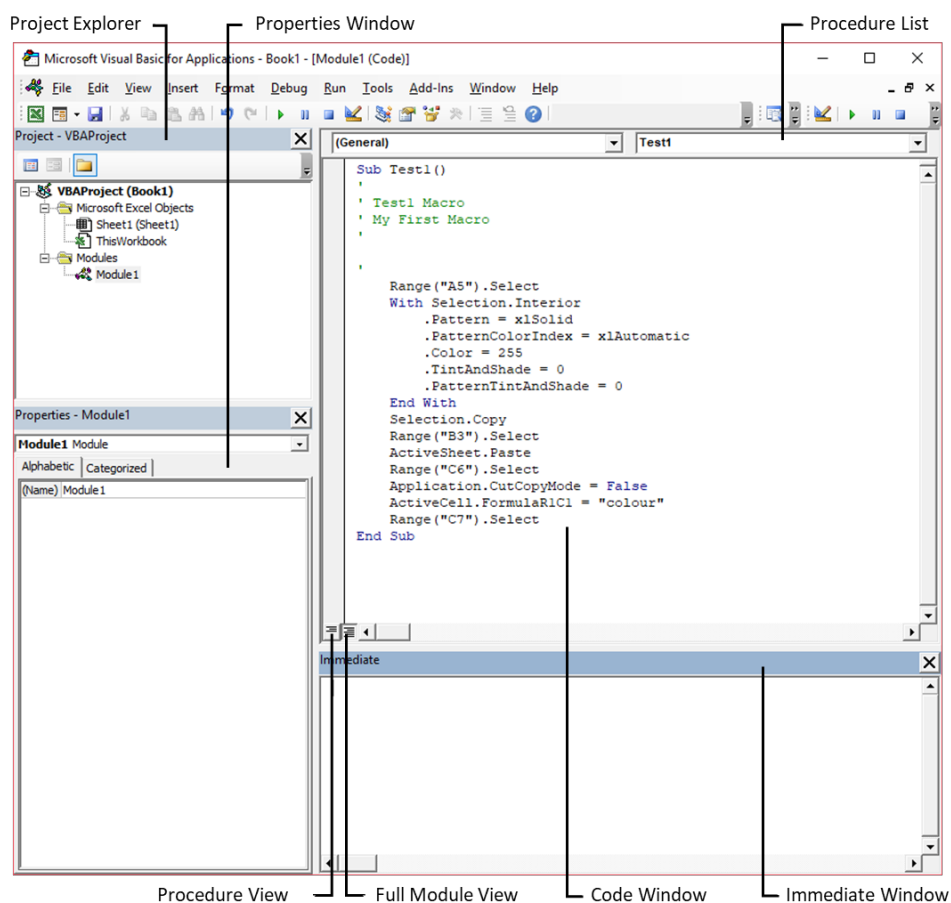 Project Explorer
Properties Window
Procedure List
Microsoft Visual Basic for Applications - Book1 - [Module1 (Code)]
File Edit View Insert Format Debug Run Tools Add-Ins Window Help
Project - VBAProject
VBAProject (Book1)
Microsoft Excel Objects
Sheet1 (Sheet1)
ThisWorkbook
Modules
Module1
Properties - Module1
Module1 Module
Alphabetic Categorized
(Name) Module1
(General) Test1
Sub Test1()
'
' Test1 Macro
' My First Macro
'
'
Range("A5").Select
With Selection.Interior
.Pattern = xlSolid
.PatternColorIndex = xlAutomatic
.Color = 255
.TintAndShade = 0
.PatternTintAndShade = 0
End With
Selection.Copy
Range("B3").Select
ActiveSheet.Paste
Range("C6").Select
Application.CutCopyMode = False
ActiveCell.FormulaR1C1 = "colour"
Range("C7").Select
End Sub
Immediate
Procedure View
Full Module View
Code Window
Immediate Window